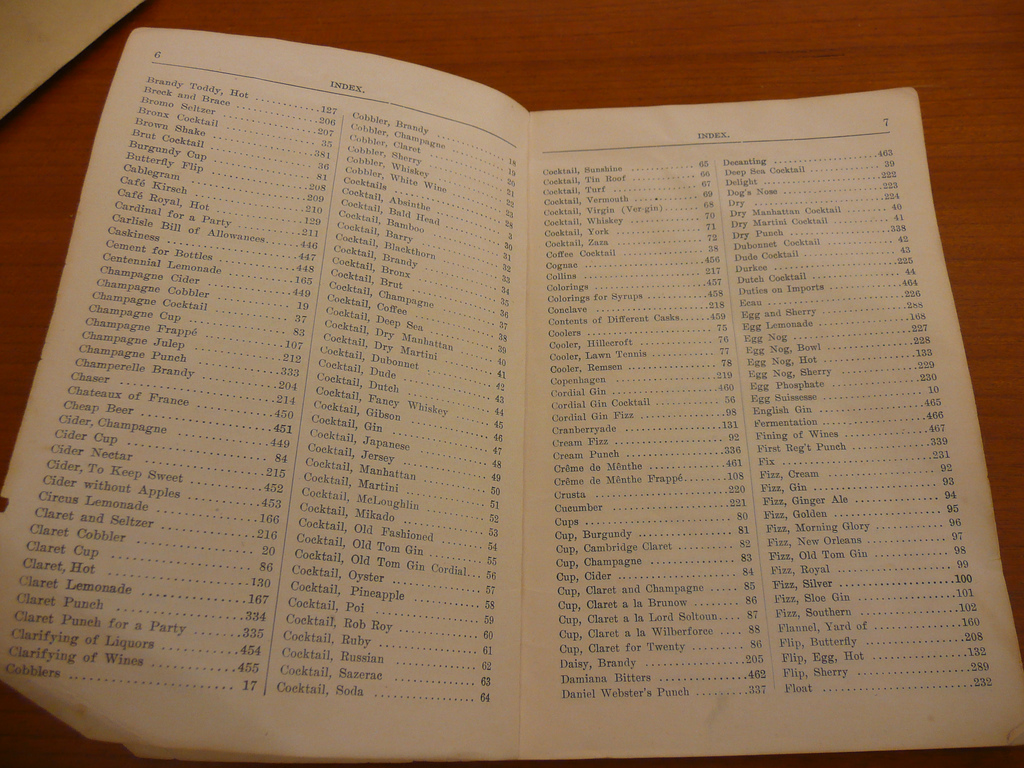 6
INDEX.
Brandy Toddy, Hot ..........127
Breck and Brace ..........206
Bromo Seltzer ..........207
Bronx Cocktail ..........35
Brown Shake ..........381
Brut Cocktail ..........36
Burgundy Cup ..........81
Butterfly Flip ..........208
Cablegram ..........209
Café Kirsch ..........210
Café Royal, Hot ..........129
Cardinal for a Party ..........211
Carlisle Bill of Allowances ..........446
Caskiness ..........447
Cement for Bottles ..........448
Centennial Lemonade ..........165
Champagne Cider ..........449
Champagne Cobbler ..........19
Champagne Cocktail ..........37
Champagne Cup ..........83
Champagne Frappé ..........107
Champagne Julep ..........212
Champagne Punch ..........333
Champerelle Brandy ..........204
Chaser ..........214
Chateaux of France ..........450
Cheap Beer ..........451
Cider, Champagne ..........449
Cider Cup ..........84
Cider Nectar ..........215
Cider, To Keep Sweet ..........452
Cider without Apples ..........453
Circus Lemonade ..........166
Claret and Seltzer ..........216
Claret Cobbler ..........20
Claret Cup ..........86
Claret, Hot ..........130
Claret Lemonade ..........167
Claret Punch ..........334
Claret Punch for a Party ..........335
Clarifying of Liquors ..........454
Clarifying of Wines ..........455
Cobblers ..........17
Cobbler, Brandy ..........18
Cobbler, Champagne ..........19
Cobbler, Claret ..........20
Cobbler, Sherry ..........21
Cobbler, Whiskey ..........22
Cobbler, White Wine ..........23
Cocktails ..........28
Cocktail, Absinthe ..........3
Cocktail, Bald Head ..........30
Cocktail, Bamboo ..........31
Cocktail, Barry ..........32
Cocktail, Blackthorn ..........33
Cocktail, Brandy ..........34
Cocktail, Bronx ..........35
Cocktail, Brut ..........36
Cocktail, Champagne ..........37
Cocktail, Coffee ..........38
Cocktail, Deep Sea ..........39
Cocktail, Dry Manhattan ..........40
Cocktail, Dry Martini ..........41
Cocktail, Dubonnet ..........42
Cocktail, Dude ..........43
Cocktail, Dutch ..........44
Cocktail, Fancy Whiskey ..........45
Cocktail, Gibson ..........46
Cocktail, Gin ..........47
Cocktail, Japanese ..........48
Cocktail, Jersey ..........49
Cocktail, Manhattan ..........50
Cocktail, Martini ..........51
Cocktail, McLoughlin ..........52
Cocktail, Mikado ..........53
Cocktail, Old Fashioned ..........54
Cocktail, Old Tom Gin ..........55
Cocktail, Old Tom Gin Cordial...56
Cocktail, Oyster ..........57
Cocktail, Pineapple ..........58
Cocktail, Poi ..........59
Cocktail, Rob Roy ..........60
Cocktail, Ruby ..........61
Cocktail, Russian ..........62
Cocktail, Sazerac ..........63
Cocktail, Soda ..........64
7
INDEX.
Cocktail, Sunshine ..........65
Cocktail, Tin Roof ..........66
Cocktail, Turf ..........67
Cocktail, Vermouth ..........69
Cocktail, Virgin (Ver-gin) ..........68
Cocktail, Whiskey ..........70
Cocktail, York ..........71
Cocktail, Zaza ..........72
Coffee Cocktail ..........38
Cognac ..........456
Collins ..........217
Colorings ..........457
Colorings for Syrups ..........458
Conclave ..........218
Contents of Different Casks.....459
Coolers ..........75
Cooler, Hillcroft ..........76
Cooler, Lawn Tennis ..........77
Cooler, Remsen ..........78
Copenhagen ..........219
Cordial Gin ..........460
Cordial Gin Cocktail ..........56
Cordial Gin Fizz ..........98
Cranberryade ..........131
Cream Fizz ..........92
Cream Punch ..........336
Crême de Mênthe ..........461
Crême de Mênthe Frappé..........108
Crusta ..........220
Cucumber ..........221
Cups ..........80
Cup, Burgundy ..........81
Cup, Cambridge Claret ..........82
Cup, Champagne ..........83
Cup, Cider ..........84
Cup, Claret and Champagne ..........85
Cup, Claret a la Brunow ..........86
Cup, Claret a la Lord Soltoun....87
Cup, Claret a la Wilberforce ....88
Cup, Claret for Twenty ..........86
Daisy, Brandy ..........205
Damiana Bitters ..........462
Daniel Webster's Punch ..........337
Decanting ..........463
Deep Sea Cocktail ..........39
Delight ..........222
Dog's Nose ..........223
Dry ..........224
Dry Manhattan Cocktail ..........40
Dry Martini Cocktail ..........41
Dry Punch ..........338
Dubonnet Cocktail ..........42
Dude Cocktail ..........43
Durkee ..........225
Dutch Cocktail ..........44
Duties on Imports ..........464
Eeau ..........226
Egg and Sherry ..........288
Egg Lemonade ..........168
Egg Nog ..........227
Egg Nog, Bowl ..........228
Egg Nog, Hot ..........133
Egg Nog, Sherry ..........229
Egg Phosphate ..........230
Egg Suissesse ..........10
English Gin ..........465
Fermentation ..........466
Fining of Wines ..........467
First Reg't Punch ..........339
Fix ..........231
Fizz, Cream ..........92
Fizz, Gin ..........93
Fizz, Ginger Ale ..........94
Fizz, Golden ..........95
Fizz, Morning Glory ..........96
Fizz, New Orleans ..........97
Fizz, Old Tom Gin ..........98
Fizz, Royal ..........99
Fizz, Silver ..........100
Fizz, Sloe Gin ..........101
Fizz, Southern ..........102
Flannel, Yard of ..........160
Flip, Butterfly ..........208
Flip, Egg, Hot ..........132
Flip, Sherry ..........289
Float ..........232